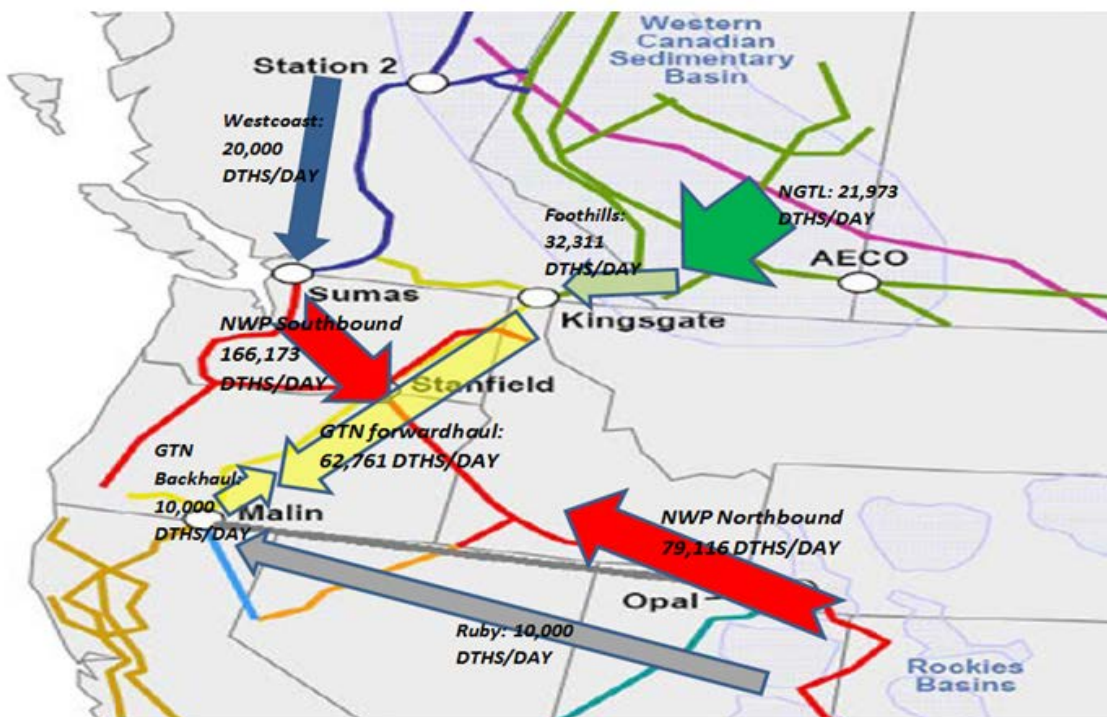 Western
Canadian
Sedimentary
Basin
Station 2
Westcoast:
20,000
DTHS/DAY
NGTL: 21,973
DTHS/DAY
Foothills:
32,311
DTHS/DAY
AECO
Sumas
Kingsgate
NWP Southbound
166,173
DTHS/DAY
Stanfield
GTN forwardhaul:
62,761 DTHS/DAY
GTN
Backhaul:
10,000
DTHS/DAY
Malin
NWP Northbound
79,116 DTHS/DAY
Opal
Ruby: 10,000
DTHS/DAY
Rockies
Basins